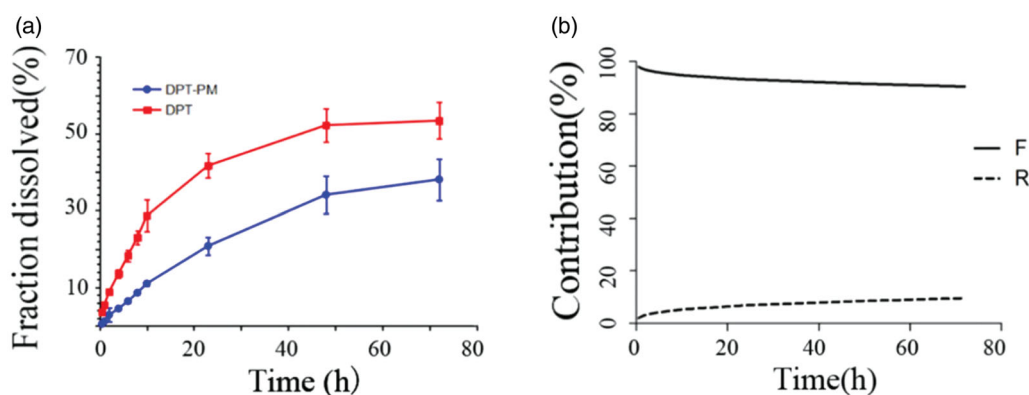 (a)
Fraction dissolved(%)
70
50
30
10
DPT-PM
DPT
0 20 40 60 80
Time (h)
(b)
Contribution(%)
100
80
60
40
20
0
F
R
0 20 40 60 80
Time(h)